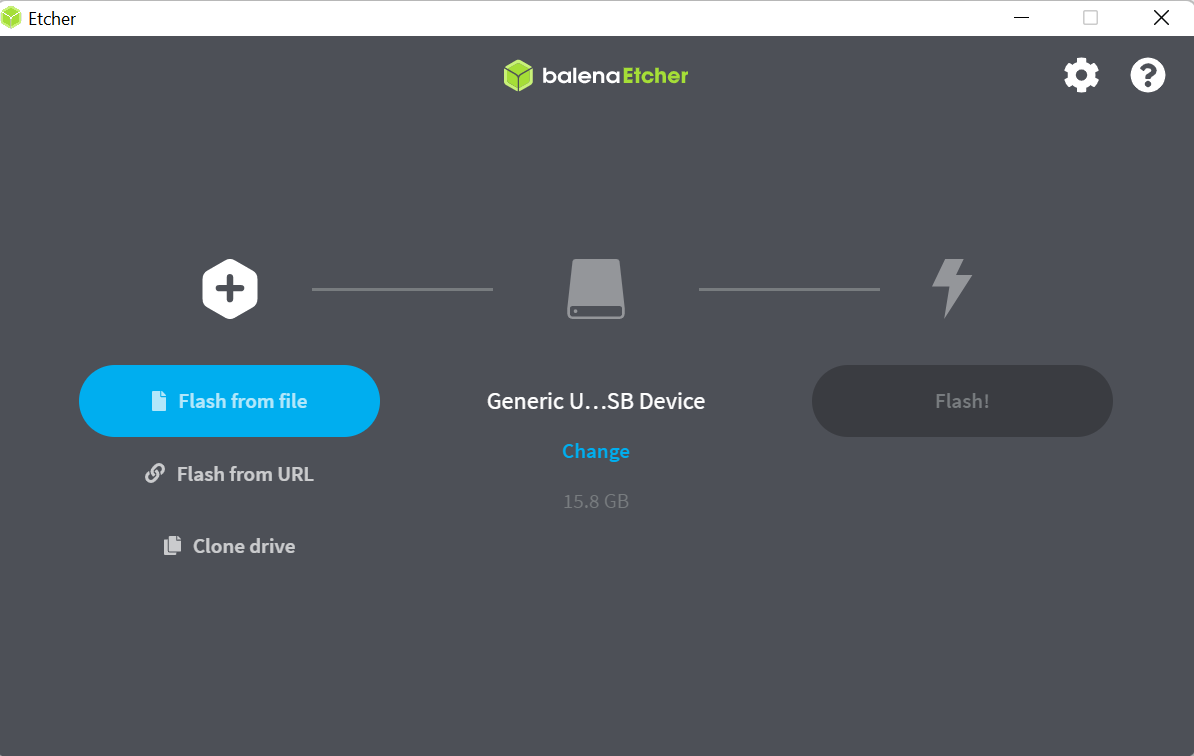 Etcher
balenaEtcher
Flash from file
Flash from URL
Clone drive
Generic U...SB Device
Change
15.8 GB
Flash!